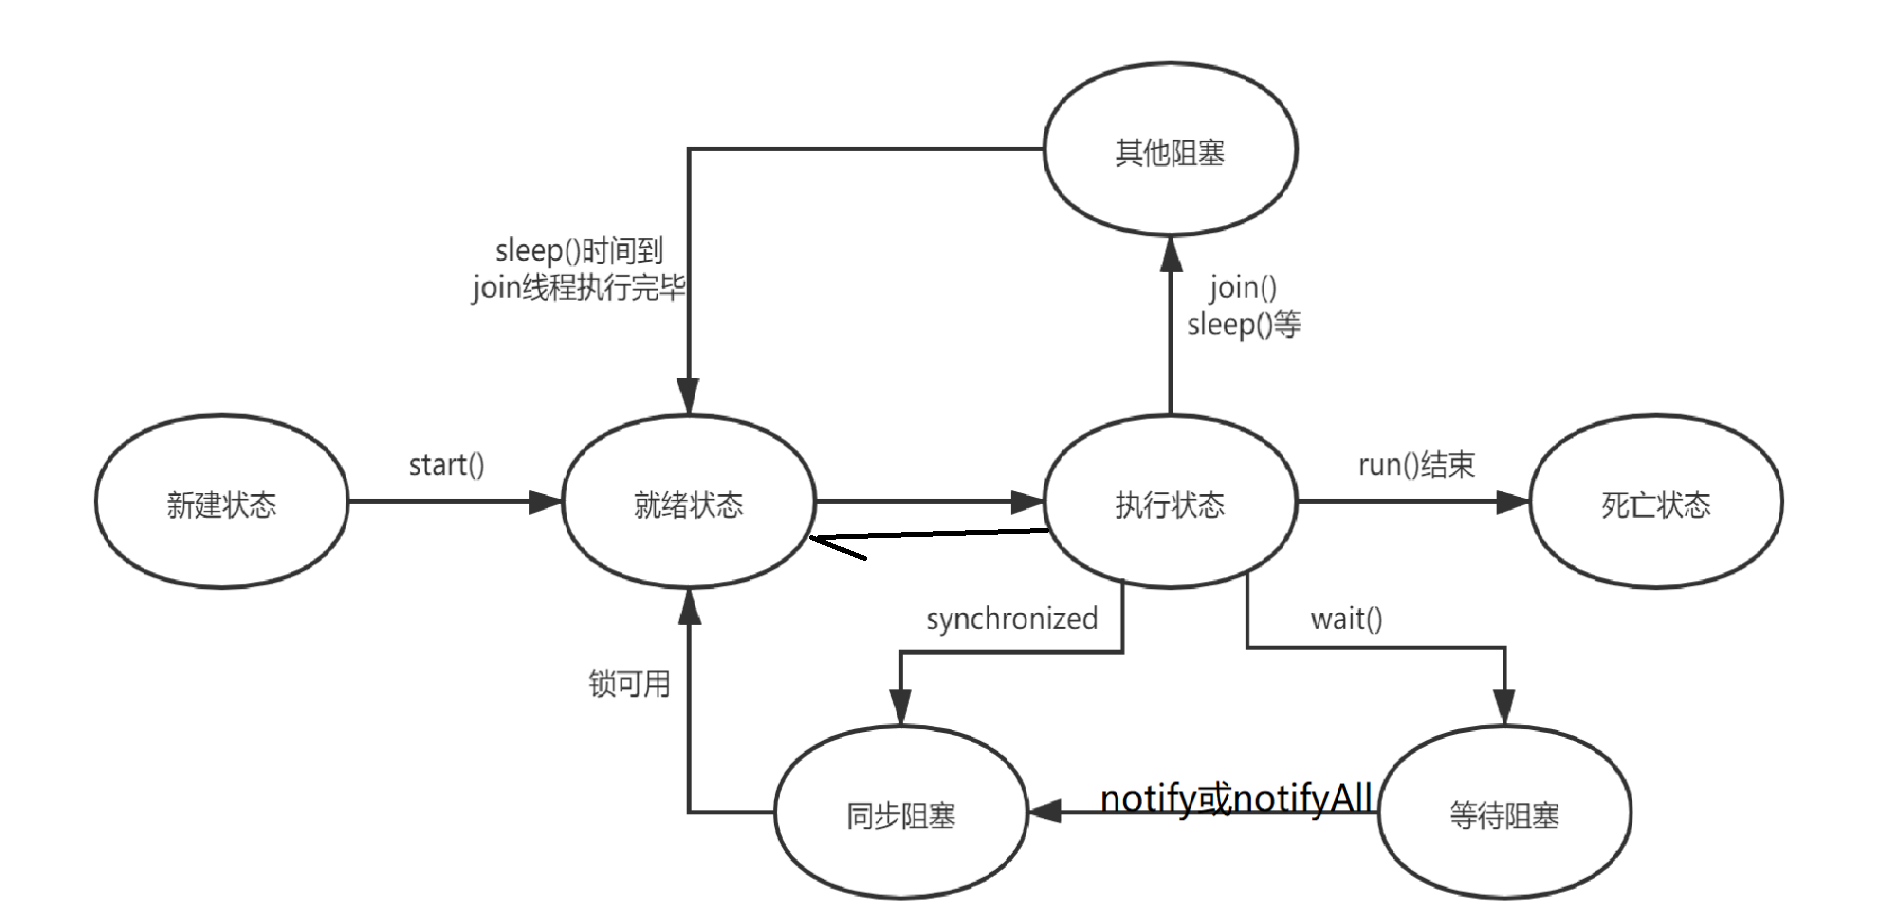 其他阻塞
sleep()时间到
join线程执行完毕
join()
sleep()等
start()
run()结束
新建状态
就绪状态
执行状态
死亡状态
synchronized
wait()
锁可用
notify或notifyAll
同步阻塞
等待阻塞